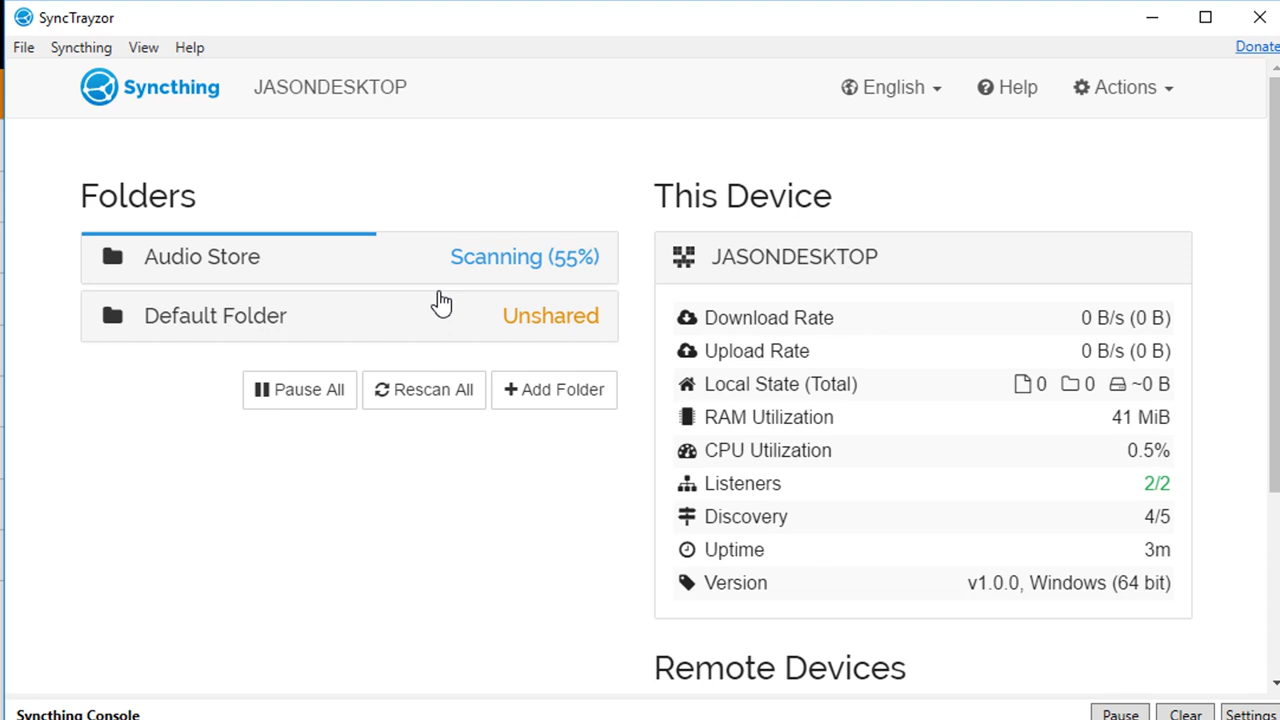 SyncTrayzor
File Syncthing View Help Donate
Syncthing JASONDESKTOP English Help Actions
Folders
Audio Store Scanning (55%)
Default Folder Unshared
Pause All Rescan All Add Folder
This Device
JASONDESKTOP
Download Rate 0 B/s (0 B)
Upload Rate 0 B/s (0 B)
Local State (Total) 0 0 ~0 B
RAM Utilization 41 MiB
CPU Utilization 0.5%
Listeners 2/2
Discovery 4/5
Uptime 3m
Version v1.0.0, Windows (64 bit)
Remote Devices
Syncthing Console Pause Clear Settings